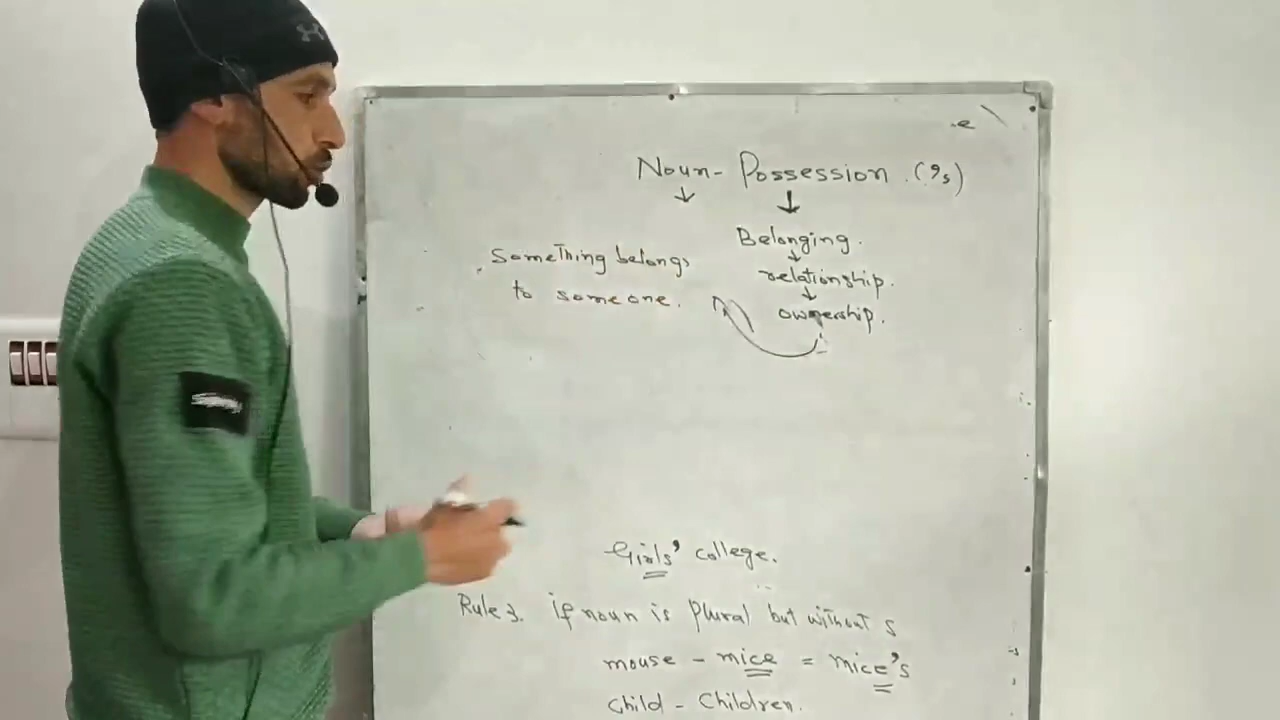 Noun - Possession. ('s)
Belonging.
something belongs
to someone.
relationship.
ownership.
Girls' college.
Rule 3. if noun is plural but without s
mouse - mice = mice's
child - children.